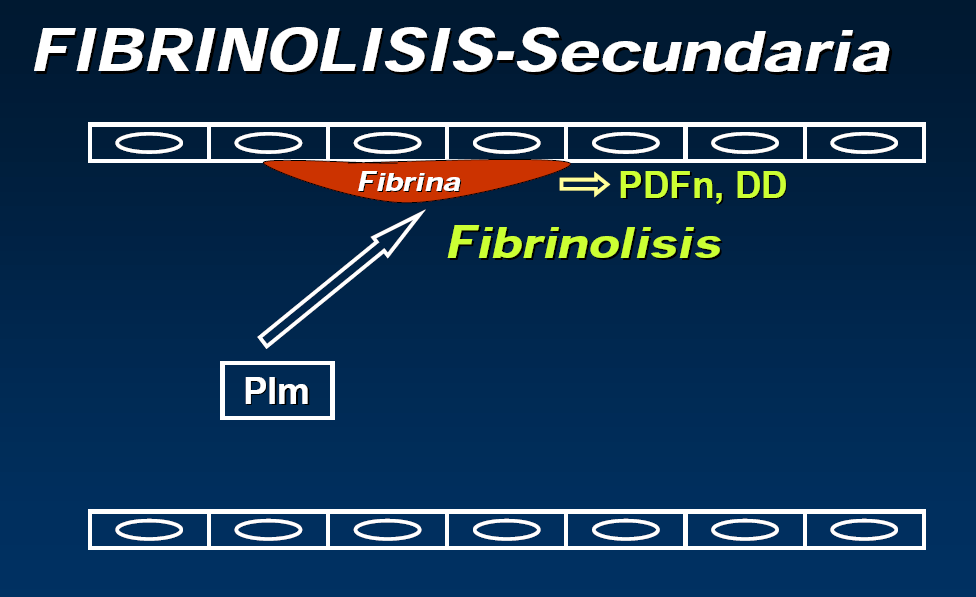 FIBRINOLISIS-Secundaria
Fibrina
PDFn, DD
Fibrinolisis
Plm